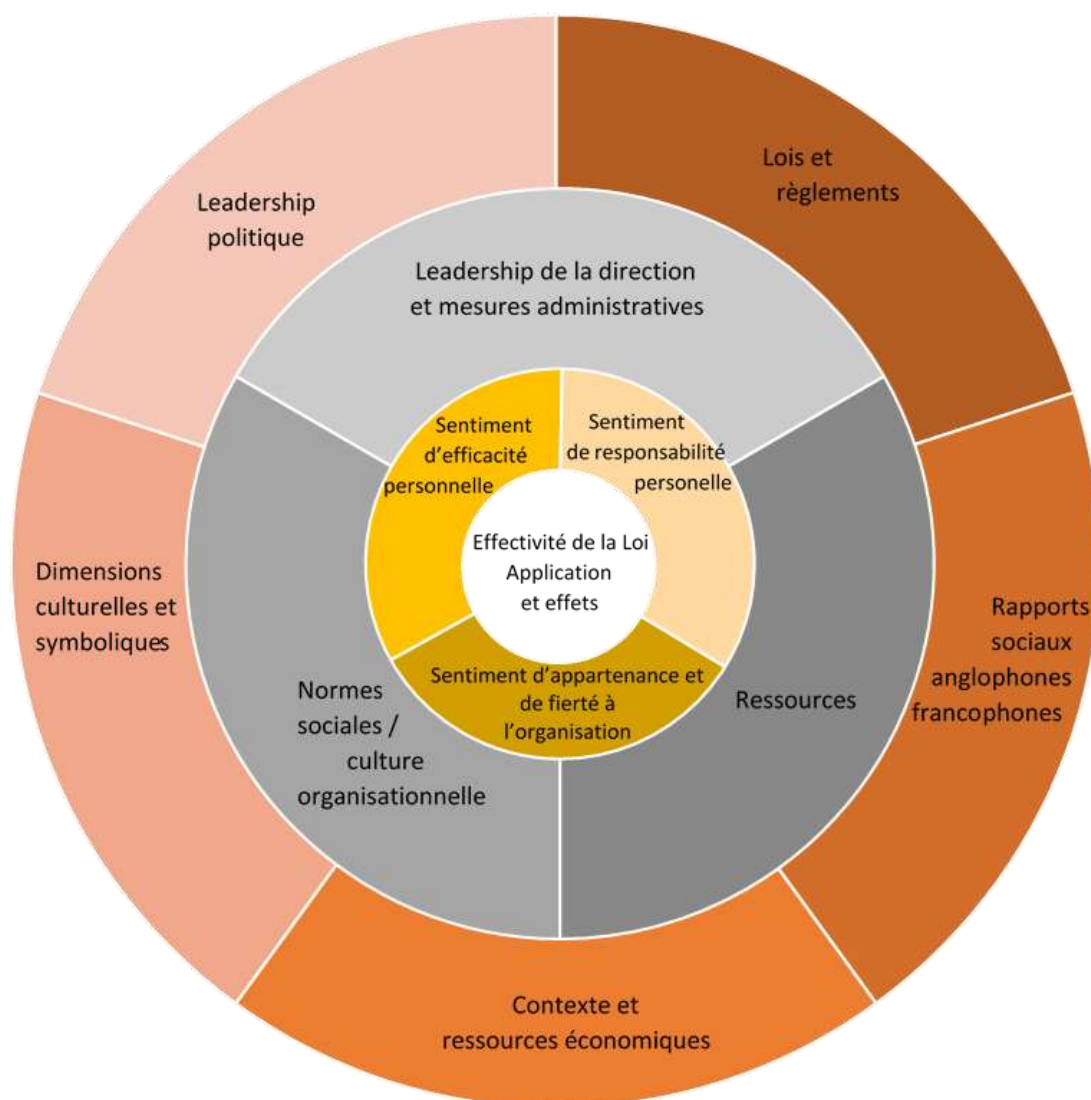 Lois et
règlements
Leadership
politique
Leadership de la direction
et mesures administratives
Sentiment
d'efficacité
personnelle
Sentiment
de responsabilité
personelle
Effectivité de la Loi
Application
et effets
Dimensions
culturelles et
symboliques
Rapports
sociaux
anglophones
francophones
Normes
sociales /
culture
organisationnelle
Sentiment d'appartenance et
de fierté à
l'organisation
Ressources
Contexte et
ressources économiques